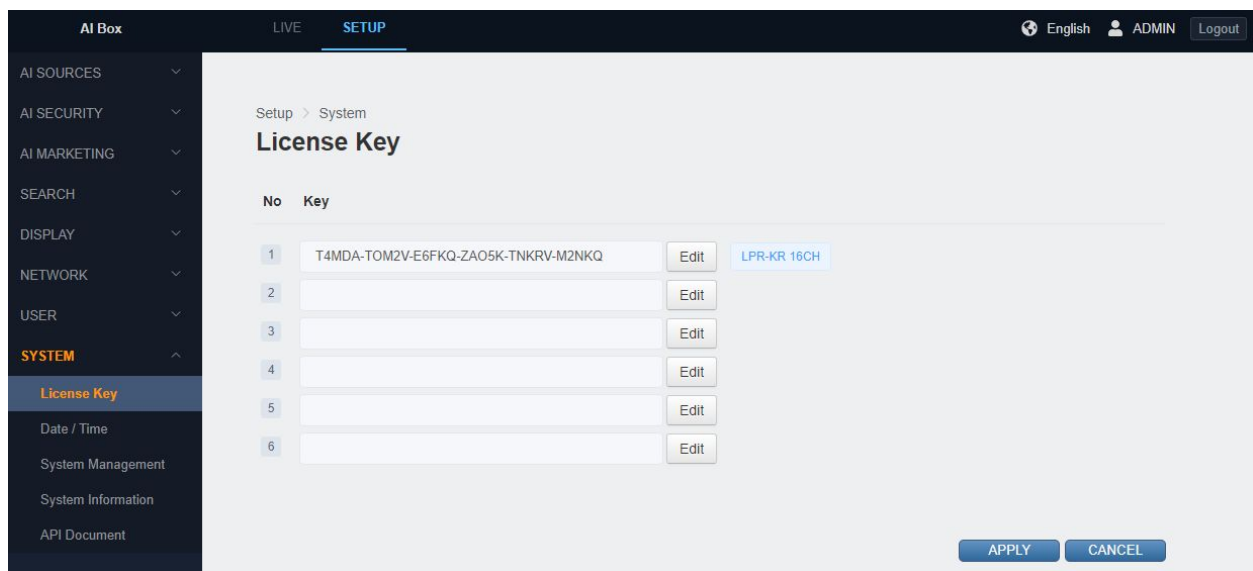 AI Box LIVE SETUP English ADMIN Logout
AI SOURCES
AI SECURITY
AI MARKETING
SEARCH
DISPLAY
NETWORK
USER
SYSTEM
License Key
Date / Time
System Management
System Information
API Document
Setup > System
License Key
No Key
1 T4MDA-TOM2V-E6FKQ-ZAO5K-TNKRV-M2NKQ Edit LPR-KR 16CH
2 Edit
3 Edit
4 Edit
5 Edit
6 Edit
APPLY CANCEL